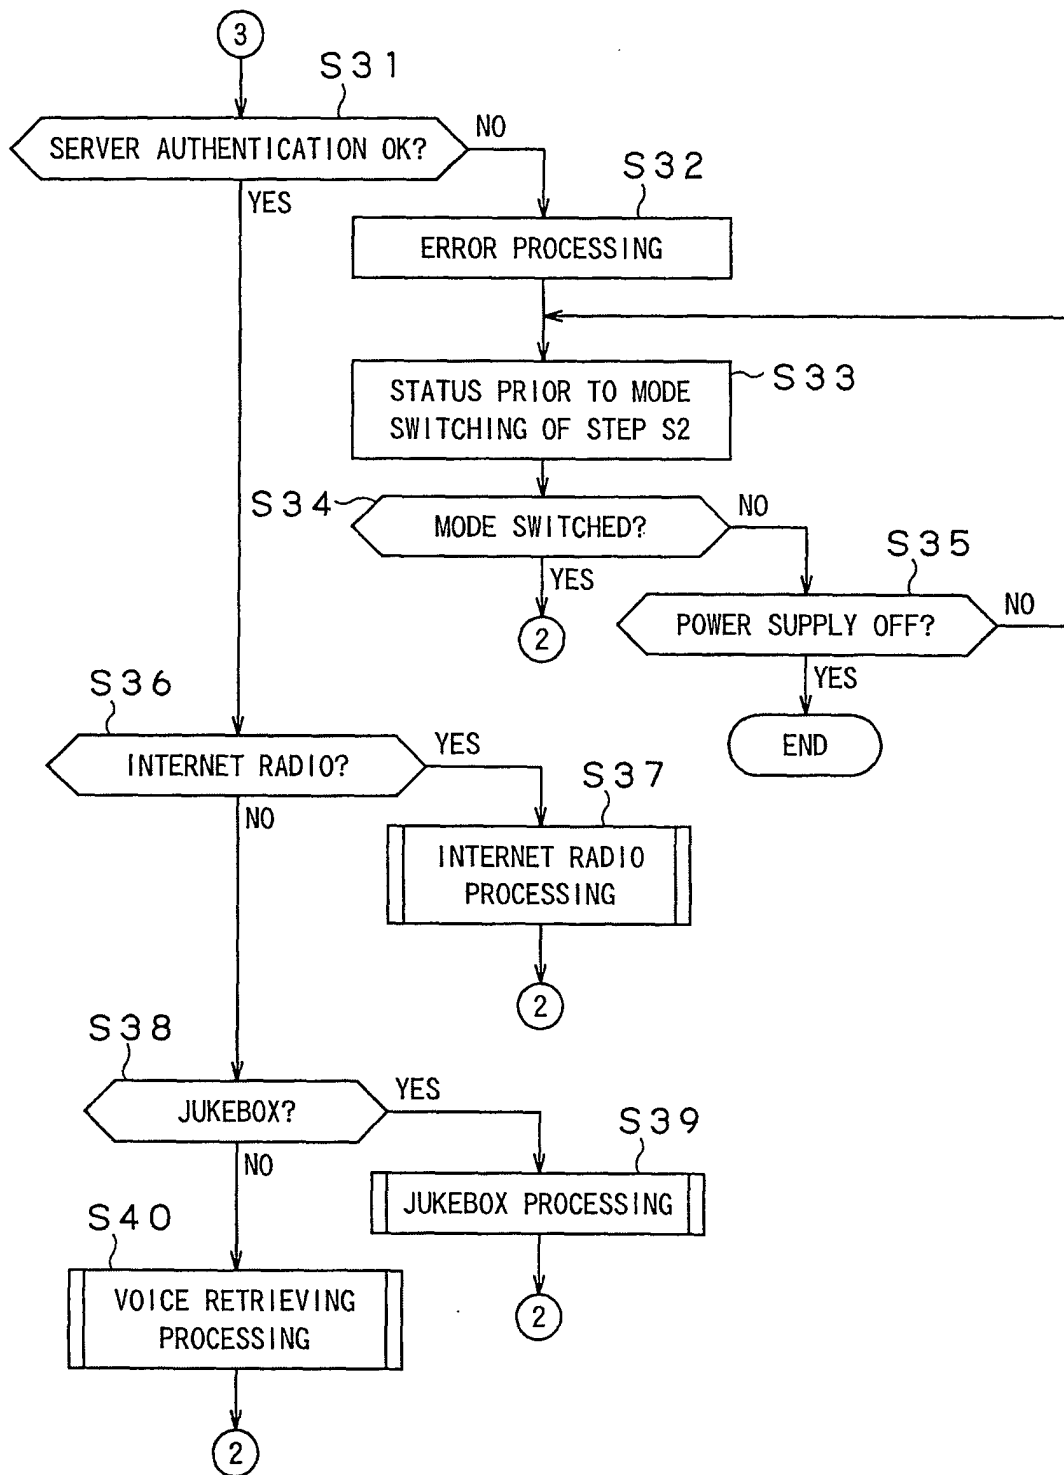 3
S31
SERVER AUTHENTICATION OK?
NO
YES
S32
ERROR PROCESSING
S33
STATUS PRIOR TO MODE
SWITCHING OF STEP S2
S34
MODE SWITCHED?
NO
YES
2
S35
POWER SUPPLY OFF?
NO
YES
END
S36
INTERNET RADIO?
YES
NO
S37
INTERNET RADIO
PROCESSING
2
S38
JUKEBOX?
YES
NO
S39
JUKEBOX PROCESSING
2
S40
VOICE RETRIEVING
PROCESSING
2